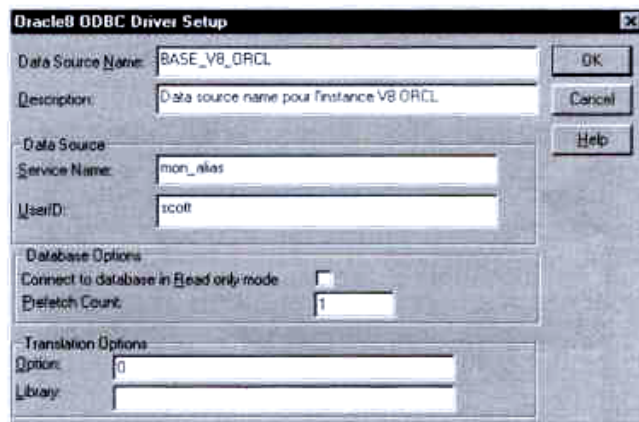 Oracle8 ODBC Driver Setup
Data Source Name: BASE_V8_ORCL
OK
Description: Data source name pour l'instance V8 ORCL
Cancel
Help
Data Source
Service Name: mon_alias
UserID: scott
Database Options
Connect to database in Read only mode
Prefetch Count: 1
Translation Options
Option: 0
Library: